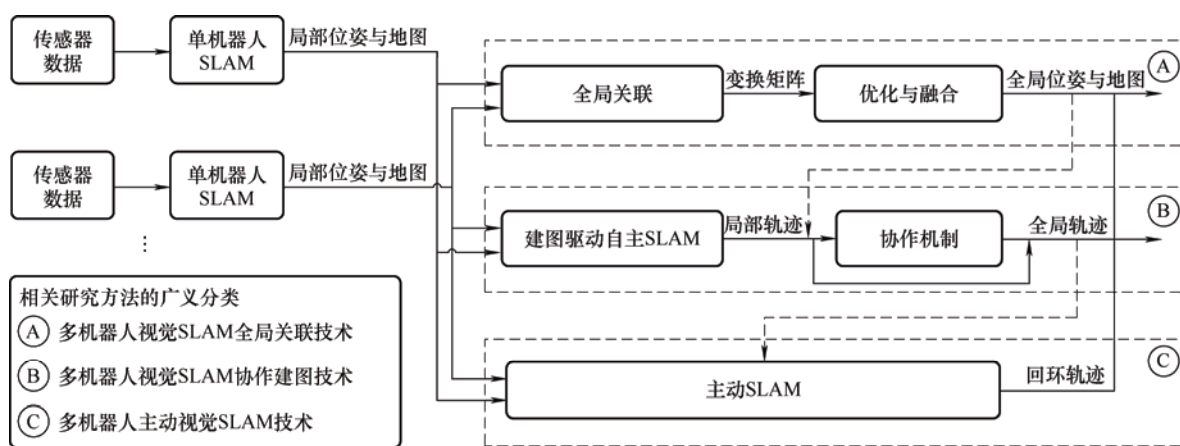 传感器
数据
单机器人
SLAM
局部位姿与地图
全局关联
变换矩阵
优化与融合
全局位姿与地图
A
传感器
数据
单机器人
SLAM
局部位姿与地图
建图驱动自主SLAM
局部轨迹
协作机制
全局轨迹
B
⋮
相关研究方法的广义分类
A 多机器人视觉SLAM全局关联技术
B 多机器人视觉SLAM协作建图技术
C 多机器人主动视觉SLAM技术
主动SLAM
回环轨迹
C